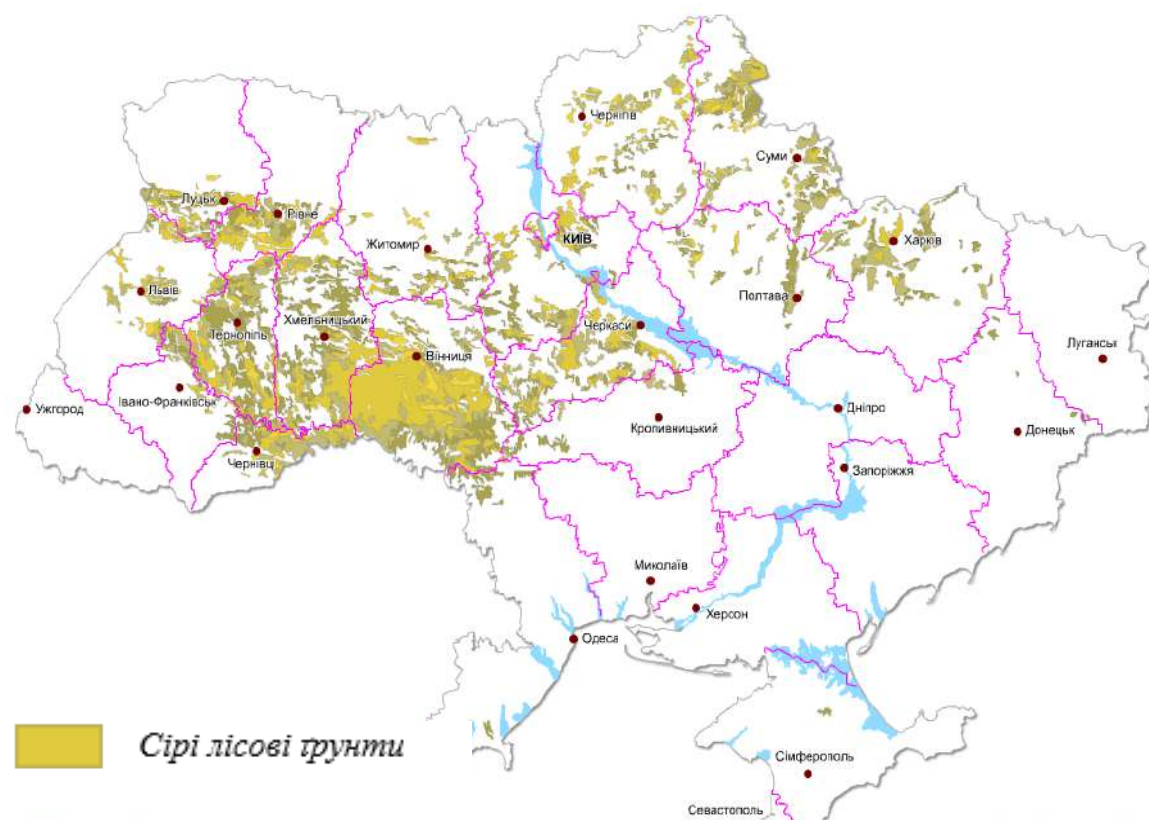 Чернігів
Суми
Луцьк
Рівне
КИЇВ
Харків
Житомир
Львів
Полтава
Тернопіль
Хмельницький
Черкаси
Вінниця
Луганськ
Івано-Франківськ
Ужгород
Кропивницький
Дніпро
Донецьк
Чернівці
Запоріжжя
Миколаїв
Херсон
Одеса
Сірі лісові ґрунти
Сімферополь
Севастополь